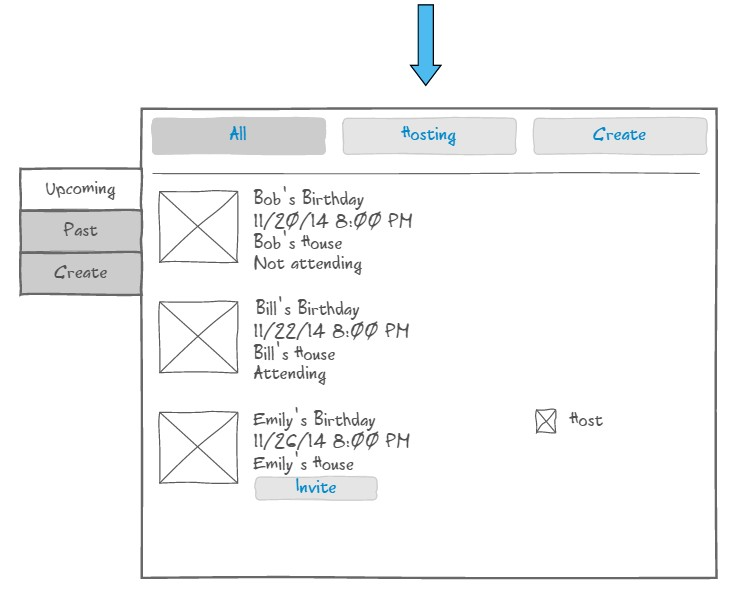 All
Hosting
Create
Upcoming
Past
Create
Bob's Birthday
11/20/14 8:00 PM
Bob's House
Not attending
Bill's Birthday
11/22/14 8:00 PM
Bill's House
Attending
Emily's Birthday
11/26/14 8:00 PM
Emily's House
Invite
Host